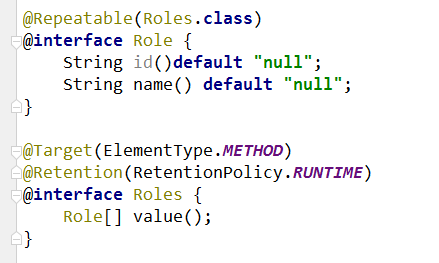 @Repeatable(Roles.class)
@interface Role {
    String id()default "null";
    String name() default "null";
}

@Target(ElementType.METHOD)
@Retention(RetentionPolicy.RUNTIME)
@interface Roles {
    Role[] value();
}